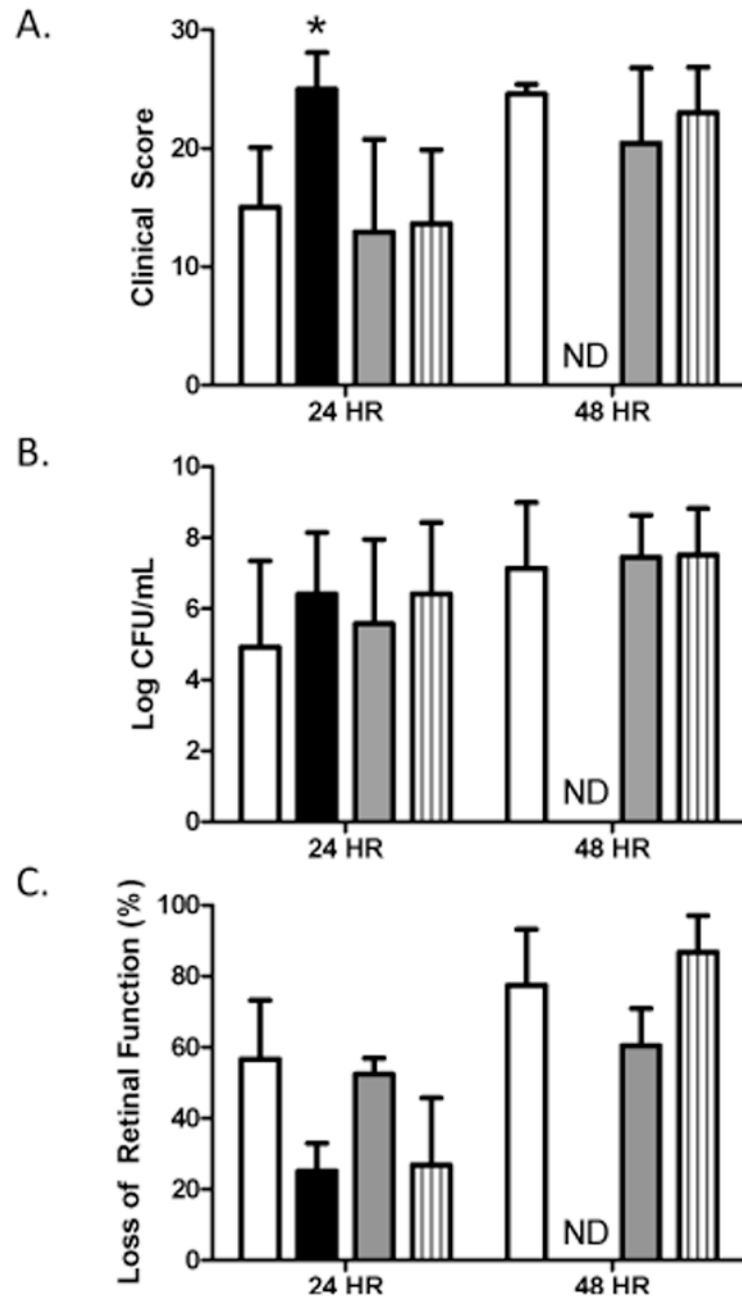 A.
Clinical Score
30
20
10
0
*
ND
24 HR
48 HR
B.
Log CFU/mL
10
8
6
4
2
0
ND
24 HR
48 HR
C.
Loss of Retinal Function (%)
100
80
60
40
20
0
ND
24 HR
48 HR